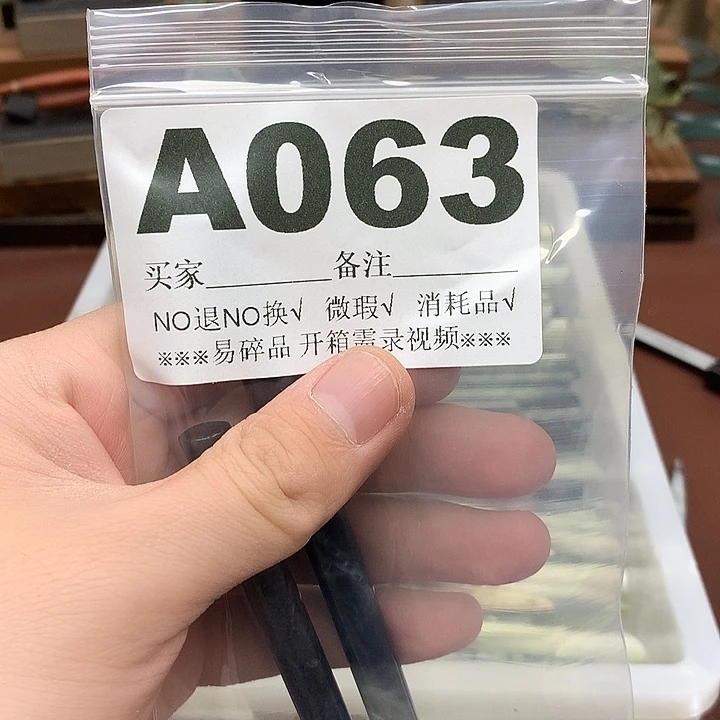 A063
买家________备注________
NO退NO换√ 微瑕√ 消耗品√
※※※易碎品 开箱需录视频※※※